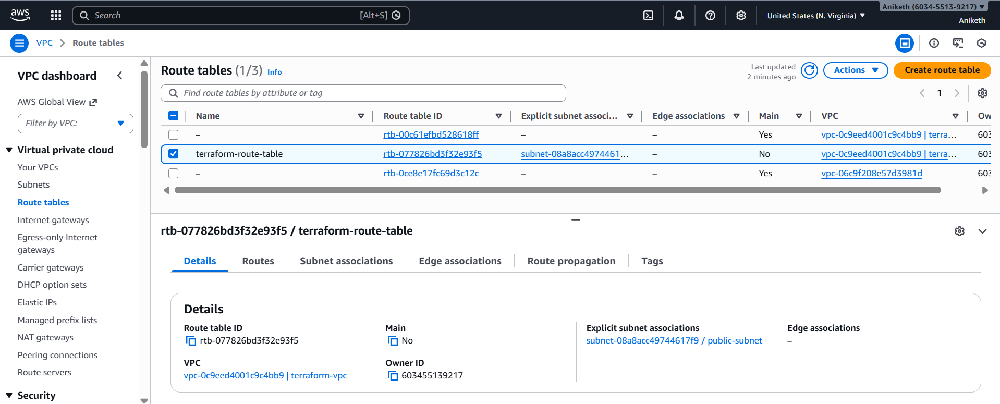 aws
Search [Alt+S]
United States (N. Virginia)
Aniketh (6034-5513-9217)
Aniketh
VPC Route tables
VPC dashboard
AWS Global View
Filter by VPC:
Virtual private cloud
Your VPCs
Subnets
Route tables
Internet gateways
Egress-only Internet
gateways
Carrier gateways
DHCP option sets
Elastic IPs
Managed prefix lists
NAT gateways
Peering connections
Route servers
Security
Route tables (1/3) Info
Last updated
2 minutes ago
Actions
Create route table
Find route tables by attribute or tag
1
Name Route table ID Explicit subnet associ... Edge associations Main VPC Ow
– rtb-00c61efbd528618ff – – Yes vpc-0c9eed4001c9c4bb9 | terra... 603
terraform-route-table rtb-077826bd3f32e93f5 subnet-08a8acc4974461... – No vpc-0c9eed4001c9c4bb9 | terra... 603
– rtb-0ce8e17fc69d3c12c – – Yes vpc-06c9f208e57d3981d 603
rtb-077826bd3f32e93f5 / terraform-route-table
Details Routes Subnet associations Edge associations Route propagation Tags
Details
Route table ID
rtb-077826bd3f32e93f5
Main
No
Explicit subnet associations
subnet-08a8acc49744617f9 / public-subnet
Edge associations
–
VPC
vpc-0c9eed4001c9c4bb9 | terraform-vpc
Owner ID
603455139217